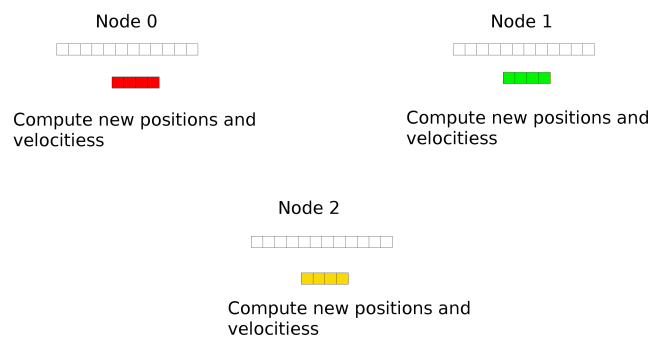 Node 0
Compute new positions and
velocitiess
Node 1
Compute new positions and
velocitiess
Node 2
Compute new positions and
velocitiess